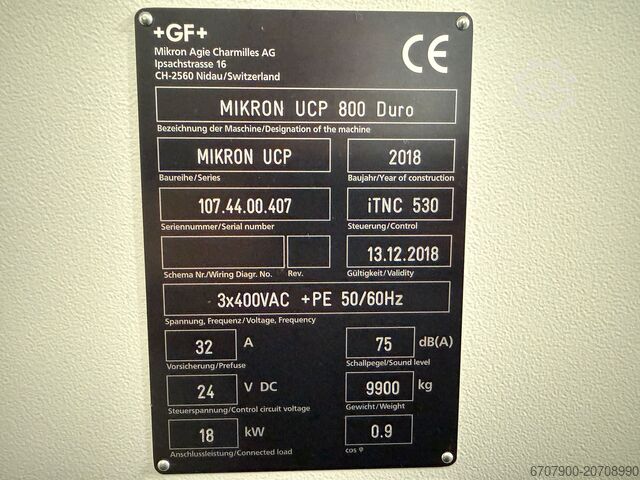 +GF+
Mikron Agie Charmilles AG
Ipsachstrasse 16
CH-2560 Nidau/Switzerland
CE
MIKRON UCP 800 Duro
Bezeichnung der Maschine/Designation of the machine
MIKRON UCP 2018
Baureihe/Series Baujahr/Year of construction
107.44.00.407 iTNC 530
Seriennummer/Serial number Steuerung/Control
13.12.2018
Schema Nr./Wiring Diagr. No. Rev. Gültigkeit/Validity
3x400VAC +PE 50/60Hz
Spannung, Frequenz/Voltage, Frequency
32 A 75 dB(A)
Vorsicherung/Prefuse Schallpegel/Sound level
24 V DC 9900 kg
Steuerspannung/Control circuit voltage Gewicht/Weight
18 kW 0.9
Anschlussleistung/Connected load cos φ
6707900-20708990